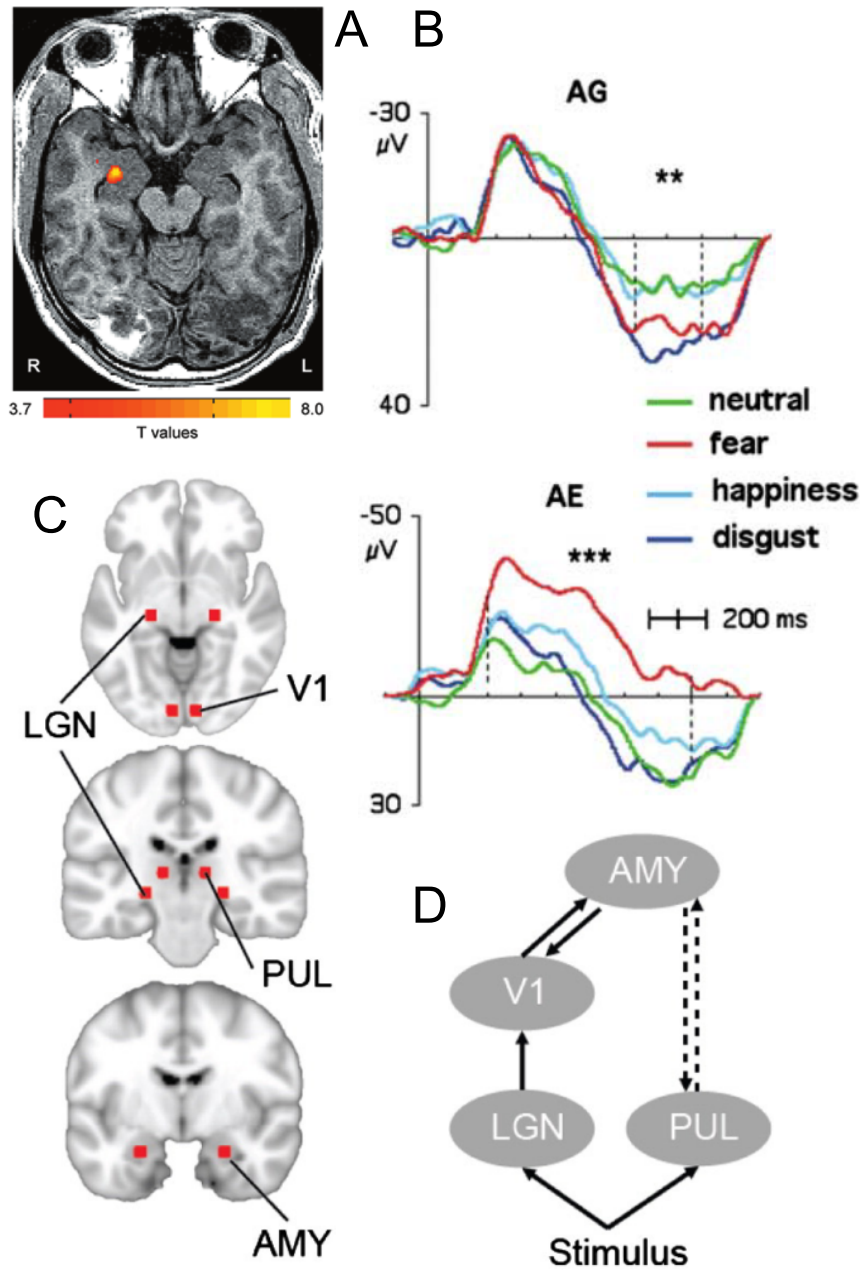 A
B
R
L
3.7
8.0
T values
AG
-30
µV
**
40
neutral
fear
happiness
disgust
AE
-50
µV
***
200 ms
30
C
LGN
V1
PUL
AMY
D
AMY
V1
LGN
PUL
Stimulus